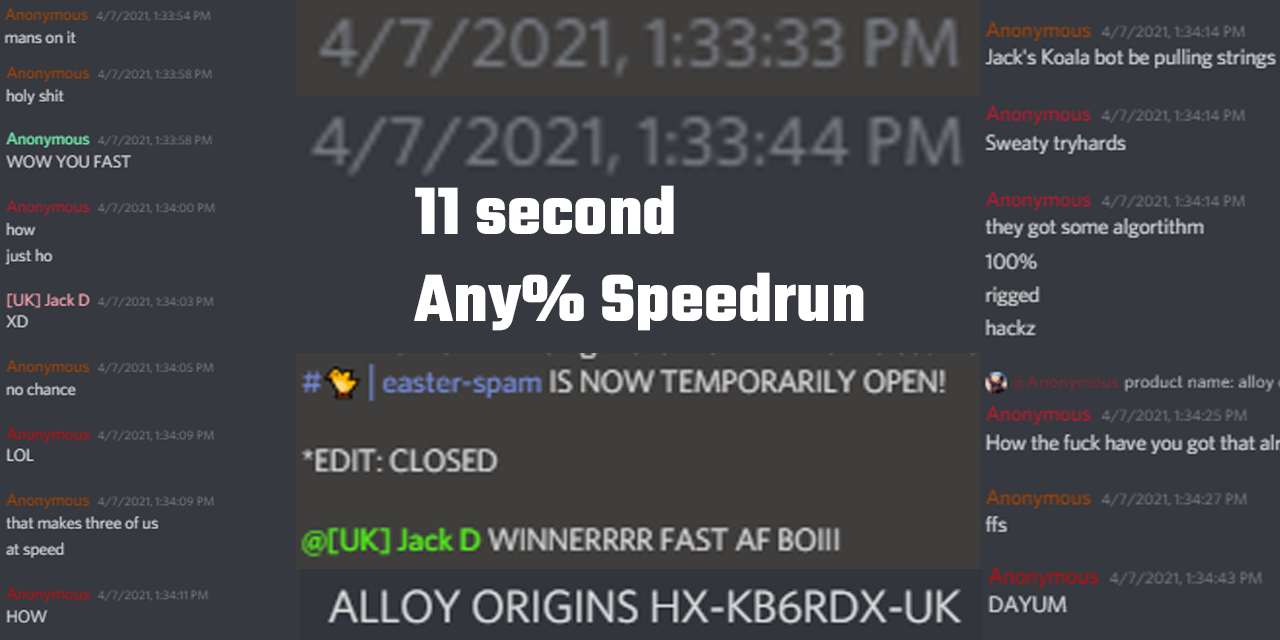 Anonymous 4/7/2021, 1:33:54 PM
mans on it
Anonymous 4/7/2021, 1:33:58 PM
holy shit
Anonymous 4/7/2021, 1:33:58 PM
WOW YOU FAST
Anonymous 4/7/2021, 1:34:00 PM
how
just ho
[UK] Jack D 4/7/2021, 1:34:03 PM
XD
Anonymous 4/7/2021, 1:34:05 PM
no chance
Anonymous 4/7/2021, 1:34:09 PM
LOL
Anonymous 4/7/2021, 1:34:09 PM
that makes three of us
at speed
Anonymous 4/7/2021, 1:34:11 PM
HOW
4/7/2021, 1:33:33 PM
4/7/2021, 1:33:44 PM
11 second
Any% Speedrun
# | easter-spam IS NOW TEMPORARILY OPEN!
*EDIT: CLOSED
@[UK] Jack D WINNERRRR FAST AF BOIII
ALLOY ORIGINS HX-KB6RDX-UK
Anonymous 4/7/2021, 1:34:14 PM
Jack's Koala bot be pulling strings
Anonymous 4/7/2021, 1:34:14 PM
Sweaty tryhards
Anonymous 4/7/2021, 1:34:14 PM
they got some algortithm
100%
rigged
hackz
@Anonymous product name: alloy
Anonymous 4/7/2021, 1:34:25 PM
How the fuck have you got that
Anonymous 4/7/2021, 1:34:27 PM
ffs
Anonymous 4/7/2021, 1:34:43 PM
DAYUM